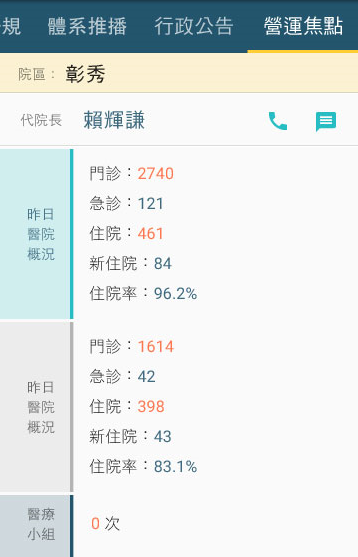 規 體系推播 行政公告 營運焦點
院區： 彰秀
代院長 賴輝謙
昨日
醫院
概況
門診：2740
急診：121
住院：461
新住院：84
住院率：96.2%
昨日
醫院
概況
門診：1614
急診：42
住院：398
新住院：43
住院率：83.1%
醫療
小組
0 次